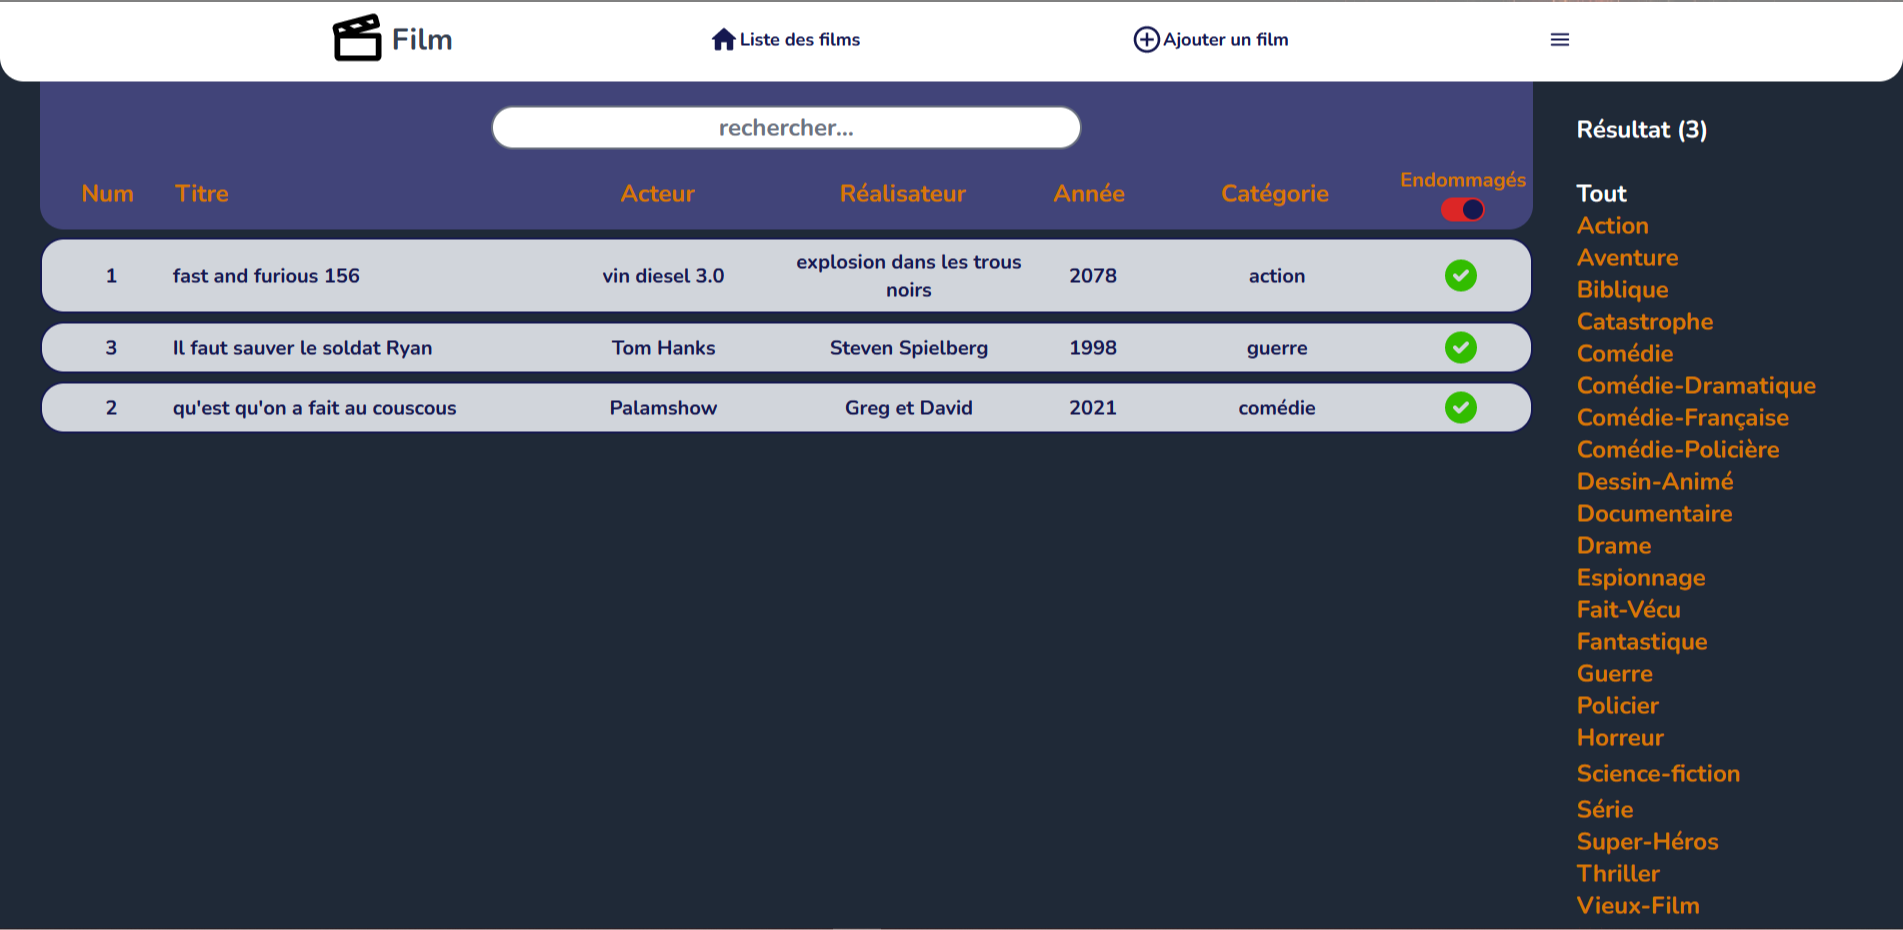 Film
Liste des films
Ajouter un film
rechercher...
Résultat (3)
Num Titre Acteur Réalisateur Année Catégorie Endommagés
1 fast and furious 156 vin diesel 3.0 explosion dans les trous noirs 2078 action
3 Il faut sauver le soldat Ryan Tom Hanks Steven Spielberg 1998 guerre
2 qu'est qu'on a fait au couscous Palamshow Greg et David 2021 comédie
Tout
Action
Aventure
Biblique
Catastrophe
Comédie
Comédie-Dramatique
Comédie-Française
Comédie-Policière
Dessin-Animé
Documentaire
Drame
Espionnage
Fait-Vécu
Fantastique
Guerre
Policier
Horreur
Science-fiction
Série
Super-Héros
Thriller
Vieux-Film